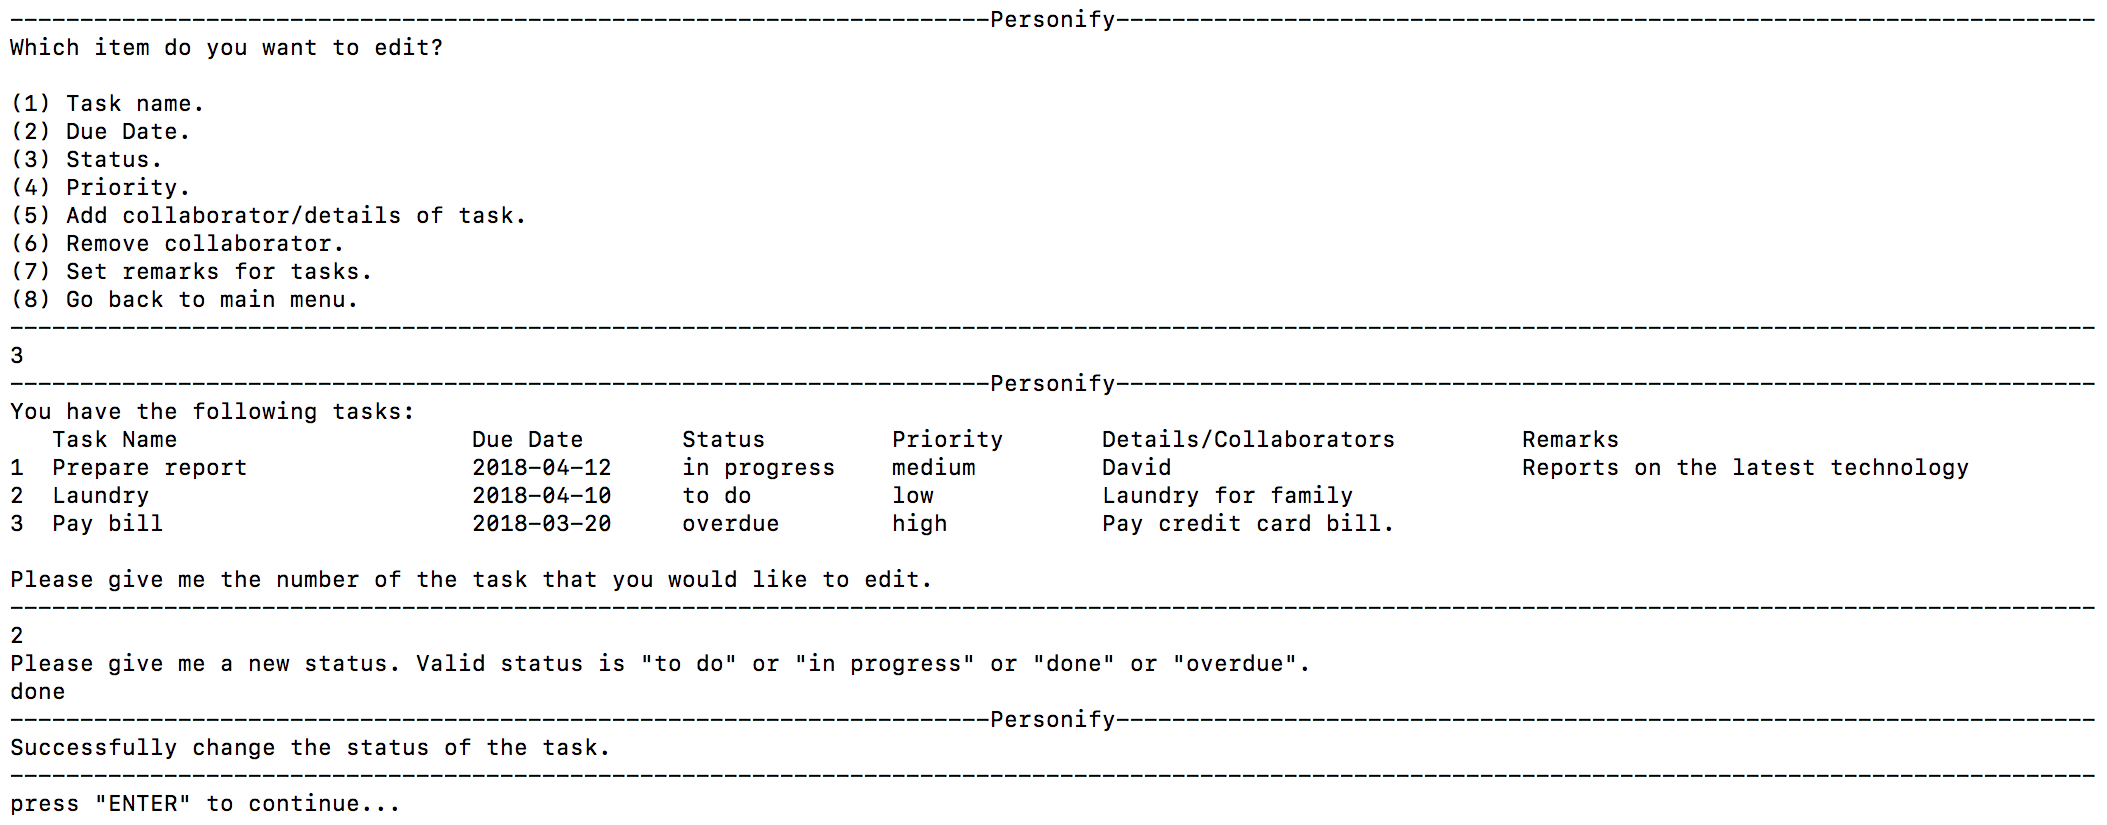 ----------------------------------------------------------------------Personify----------------------------------------------------------------------
Which item do you want to edit?

(1) Task name.
(2) Due Date.
(3) Status.
(4) Priority.
(5) Add collaborator/details of task.
(6) Remove collaborator.
(7) Set remarks for tasks.
(8) Go back to main menu.
-----------------------------------------------------------------------------------------------------------------------------------------------------
3
----------------------------------------------------------------------Personify----------------------------------------------------------------------
You have the following tasks:
   Task Name                     Due Date       Status         Priority       Details/Collaborators         Remarks
1  Prepare report                2018-04-12     in progress    medium         David                         Reports on the latest technology
2  Laundry                       2018-04-10     to do          low            Laundry for family
3  Pay bill                      2018-03-20     overdue        high           Pay credit card bill.

Please give me the number of the task that you would like to edit.
-----------------------------------------------------------------------------------------------------------------------------------------------------
2
Please give me a new status. Valid status is "to do" or "in progress" or "done" or "overdue".
done
----------------------------------------------------------------------Personify----------------------------------------------------------------------
Successfully change the status of the task.
-----------------------------------------------------------------------------------------------------------------------------------------------------
press "ENTER" to continue...